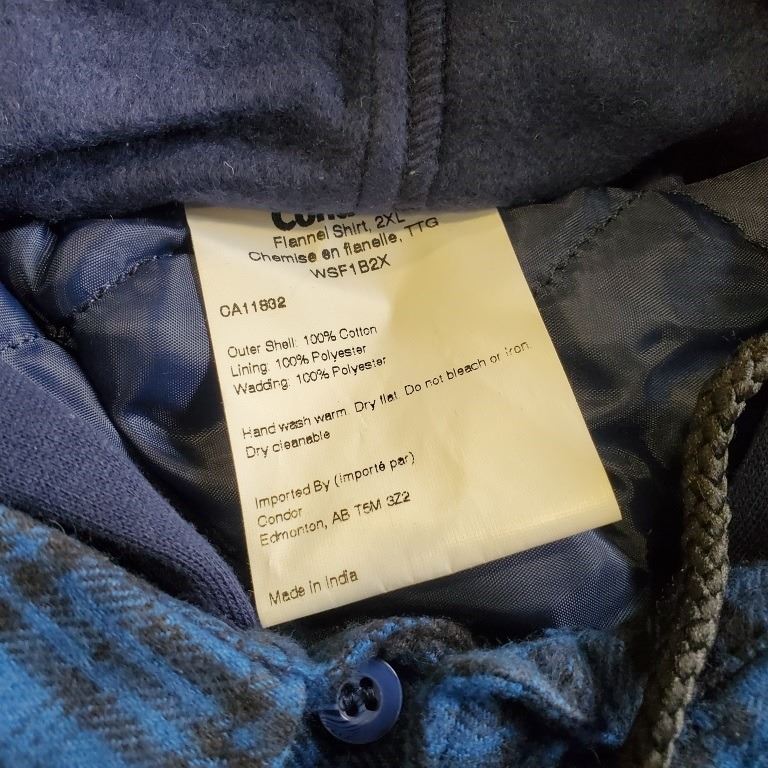 Flannel Shirt, 2XL
Chemise en flanelle, TTG
WSF1B2X
CA11832
Outer Shell: 100% Cotton
Lining: 100% Polyester
Wadding: 100% Polyester
Hand wash warm. Dry flat. Do not bleach or iron.
Dry cleanable
Imported By (importé par)
Condor
Edmonton, AB T5M 3Z2
Made in India